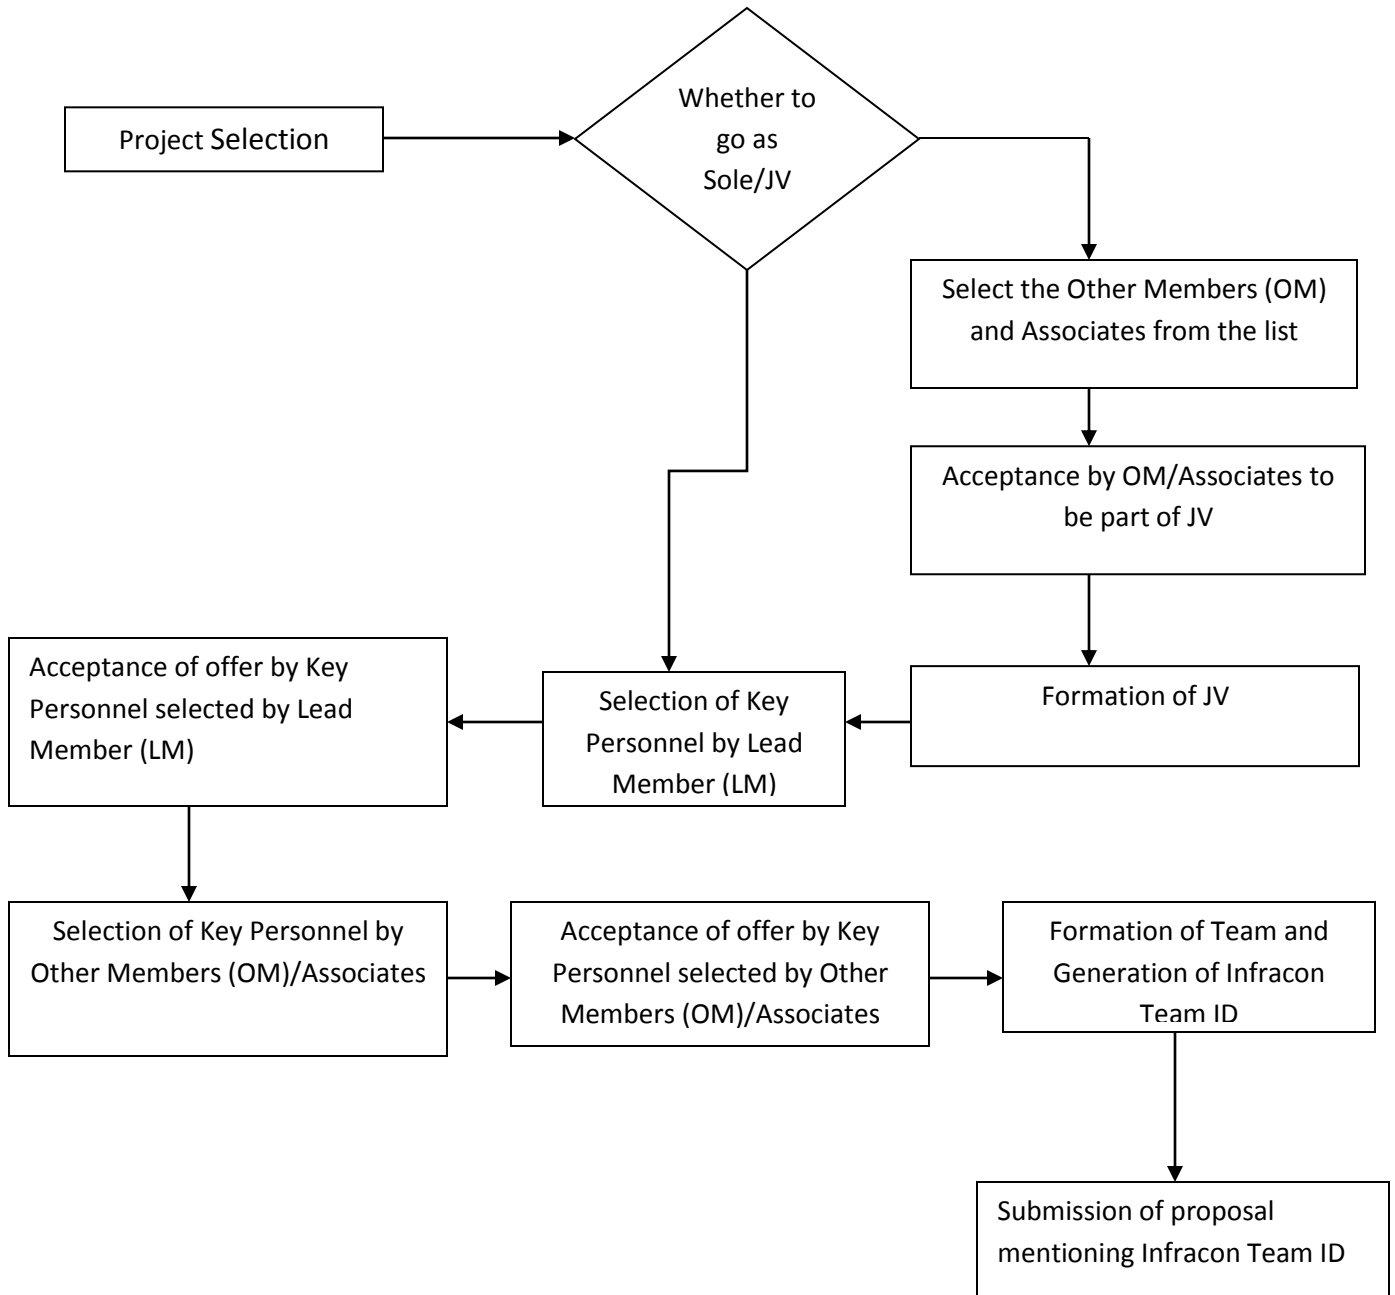 Project Selection
Whether to
go as
Sole/JV
Select the Other Members (OM)
and Associates from the list
Acceptance by OM/Associates to
be part of JV
Formation of JV
Selection of Key
Personnel by Lead
Member (LM)
Acceptance of offer by Key
Personnel selected by Lead
Member (LM)
Selection of Key Personnel by
Other Members (OM)/Associates
Acceptance of offer by Key
Personnel selected by Other
Members (OM)/Associates
Formation of Team and
Generation of Infracon
Team ID
Submission of proposal
mentioning Infracon Team ID